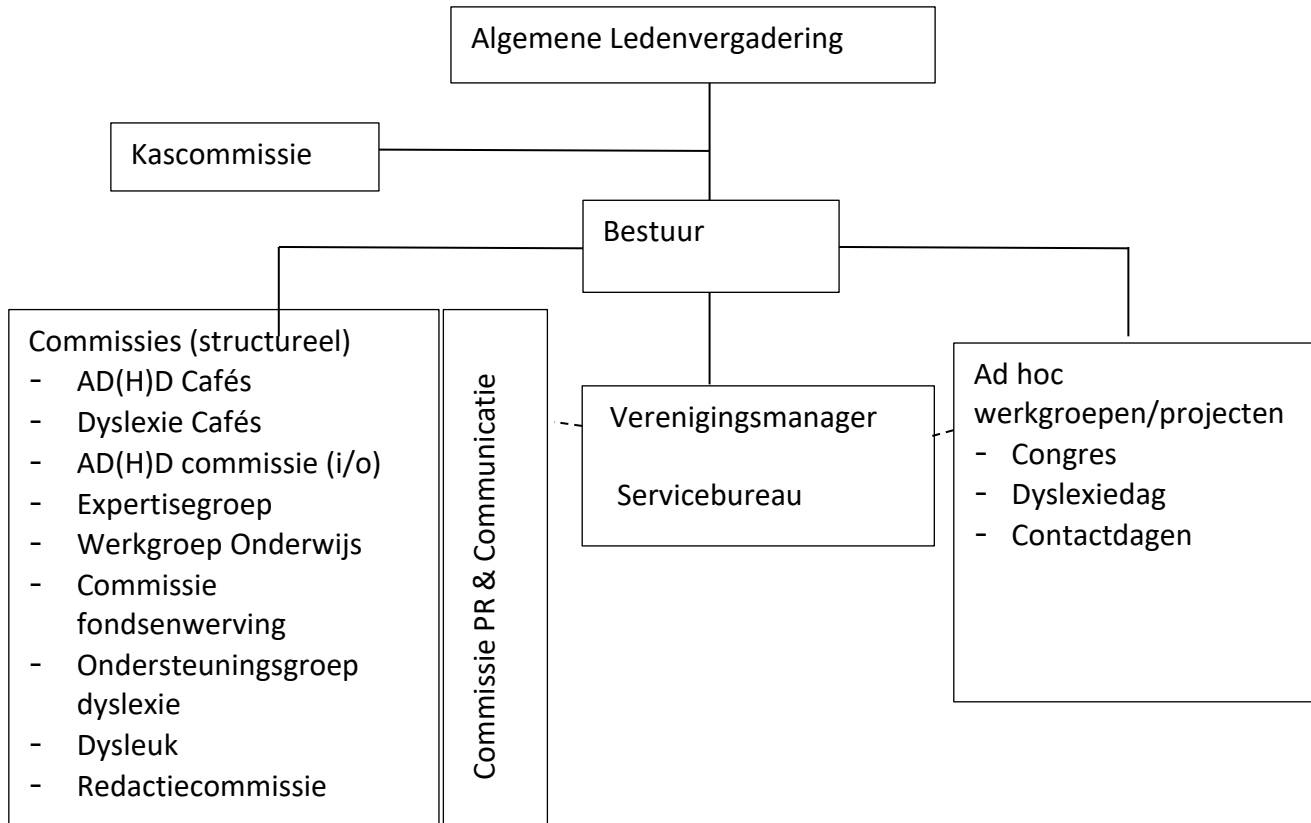 Algemene Ledenvergadering
Kascommissie
Bestuur
Commissies (structureel)
- AD(H)D Cafés
- Dyslexie Cafés
- AD(H)D commissie (i/o)
- Expertisegroep
- Werkgroep Onderwijs
- Commissie
fondsenwerving
- Ondersteuningsgroep
dyslexie
- Dysleuk
- Redactiecommissie
Commissie PR & Communicatie
Verenigingsmanager
Servicebureau
Ad hoc
werkgroepen/projecten
- Congres
- Dyslexiedag
- Contactdagen